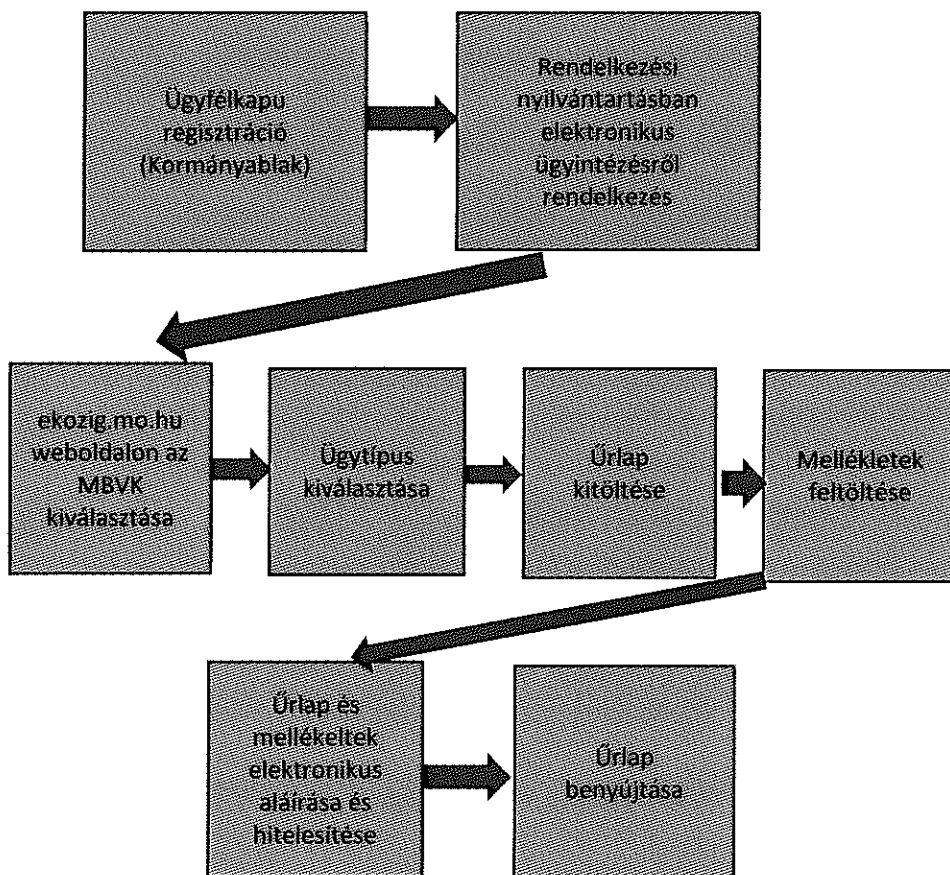 Ügyfélkapu
regisztráció
(Kormányablak)
Rendelkezési
nyilvántartásban
elektronikus
ügyintézésről
rendelkezés
ekozig.mo.hu
weboldalon az
MBVK
kiválasztása
Ügytípus
kiválasztása
Űrlap
kitöltése
Mellékletek
feltöltése
Űrlap és
mellékeltek
elektronikus
aláírása és
hitelesítése
Űrlap
benyújtása